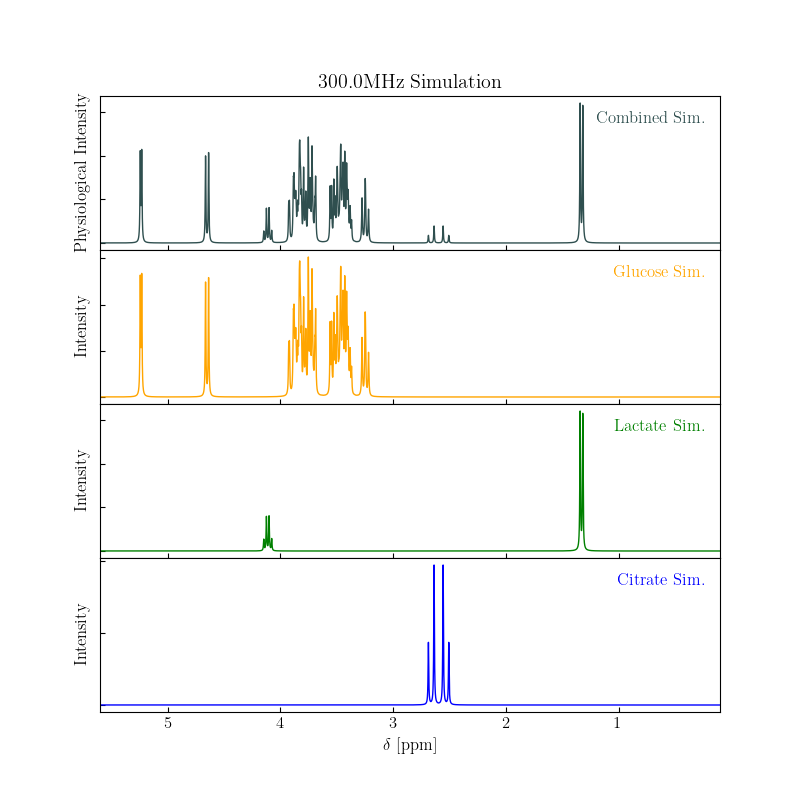 300.0MHz Simulation
Physiological Intensity
Combined Sim.
Intensity
Glucose Sim.
Intensity
Lactate Sim.
Intensity
Citrate Sim.
5 4 3 2 1
δ [ppm]